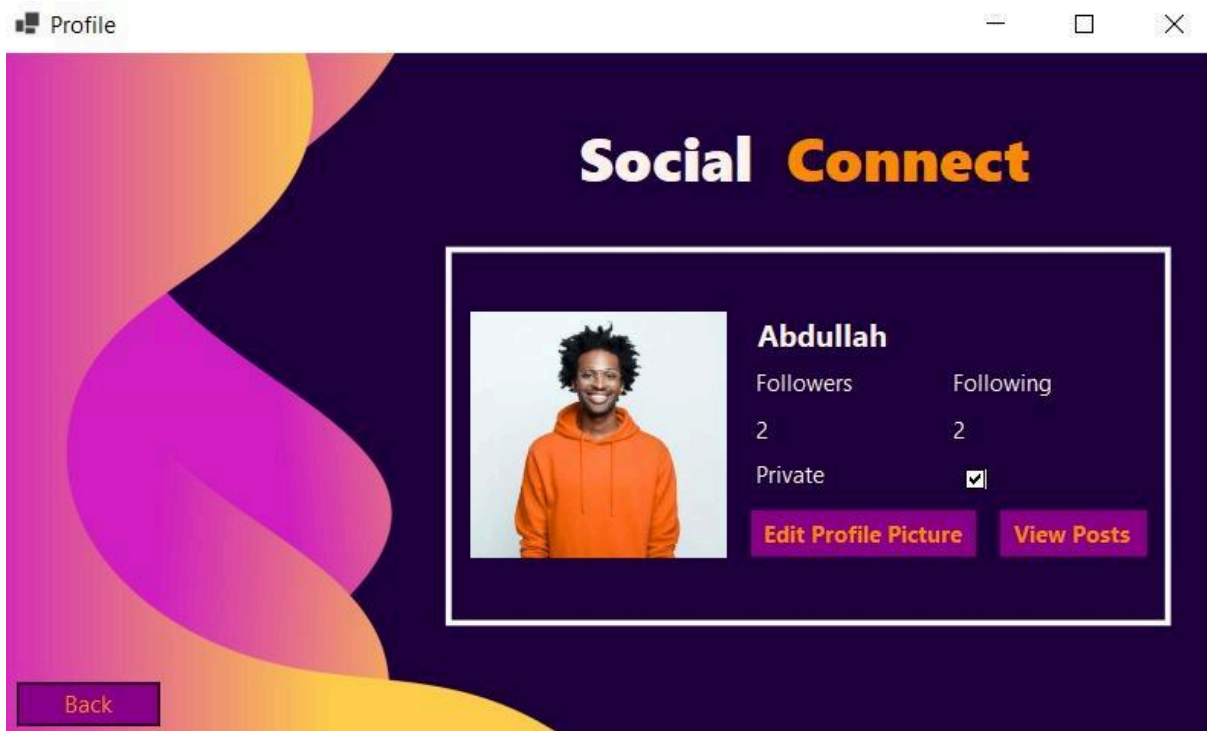 Profile
Social Connect
Abdullah
Followers Following
2 2
Private
Edit Profile Picture View Posts
Back